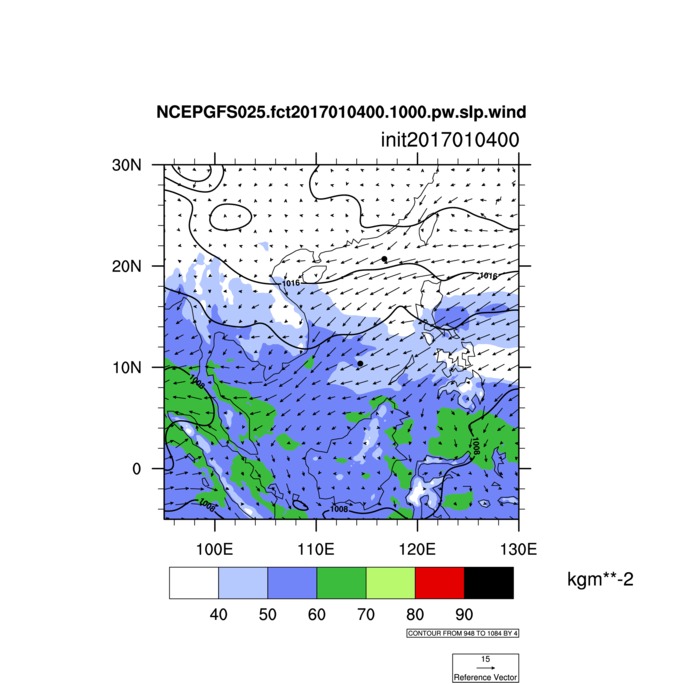 NCEPGFS025.fct2017010400.1000.pw.slp.wind
init2017010400
30N
20N
10N
0
1016
1016
1008
1008
1008
1008
100E 110E 120E 130E
40 50 60 70 80 90
kgm**-2
CONTOUR FROM 948 TO 1084 BY 4
15
Reference Vector